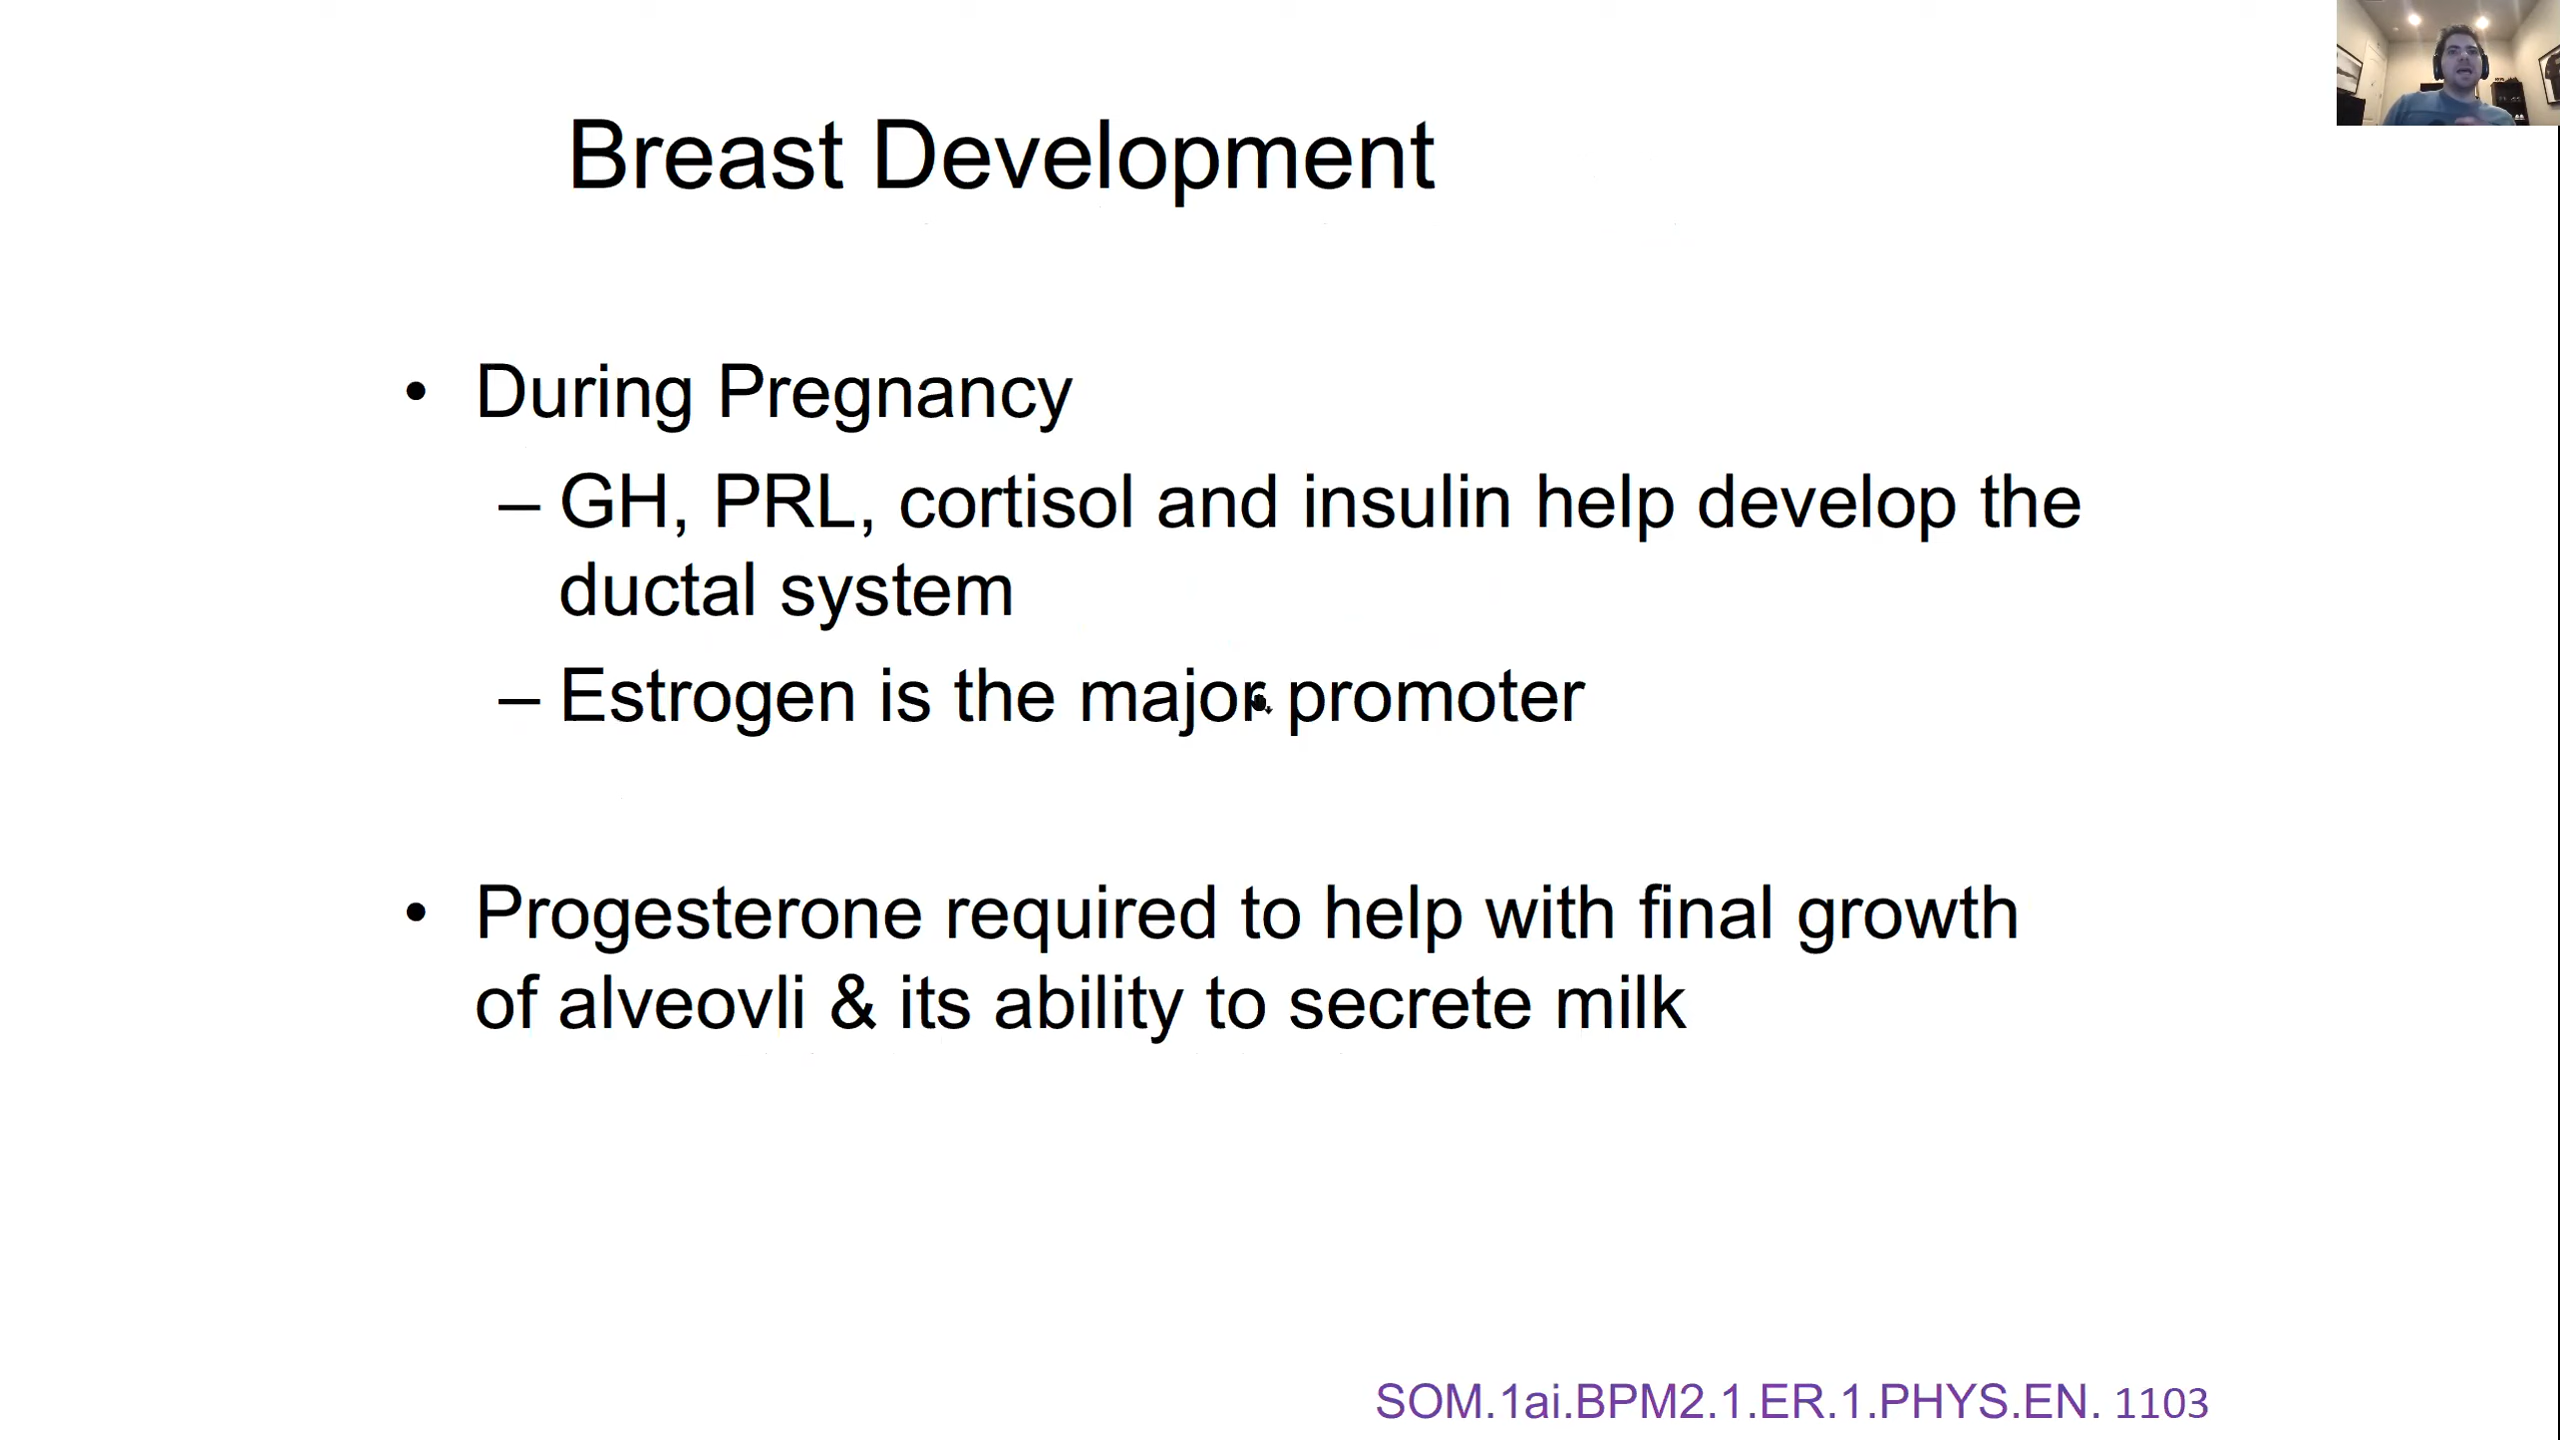 Breast Development
• During Pregnancy
– GH, PRL, cortisol and insulin help develop the
ductal system
– Estrogen is the major promoter
• Progesterone required to help with final growth
of alveovli & its ability to secrete milk
SOM.1ai.BPM2.1.ER.1.PHYS.EN. 1103